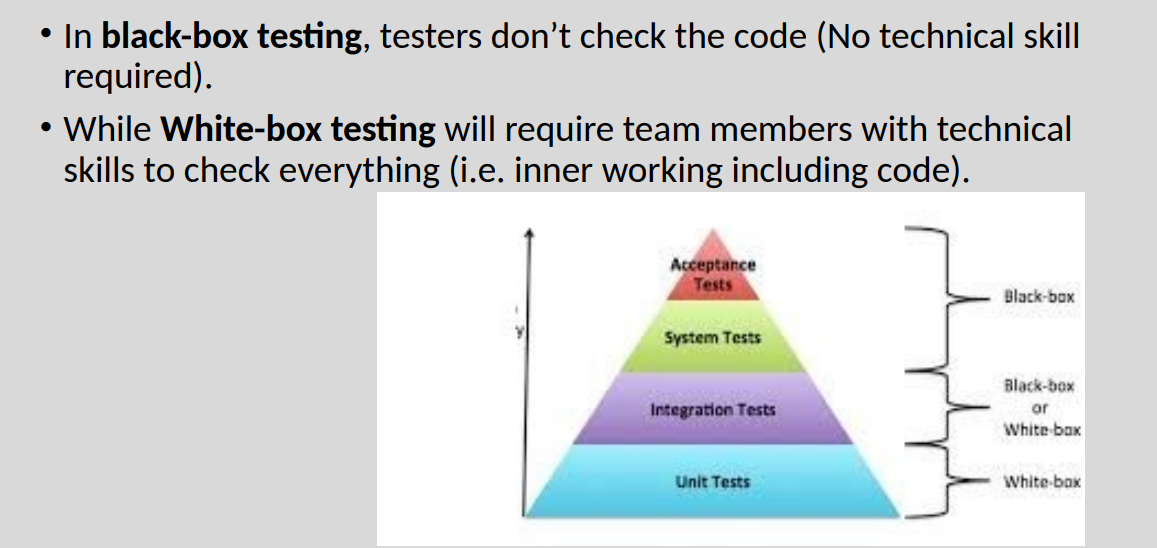 • In black-box testing, testers don’t check the code (No technical skill
required).
• While White-box testing will require team members with technical
skills to check everything (i.e. inner working including code).
Acceptance
Tests
Black-box
y
System Tests
Black-box
or
White-box
Integration Tests
Unit Tests
White-box